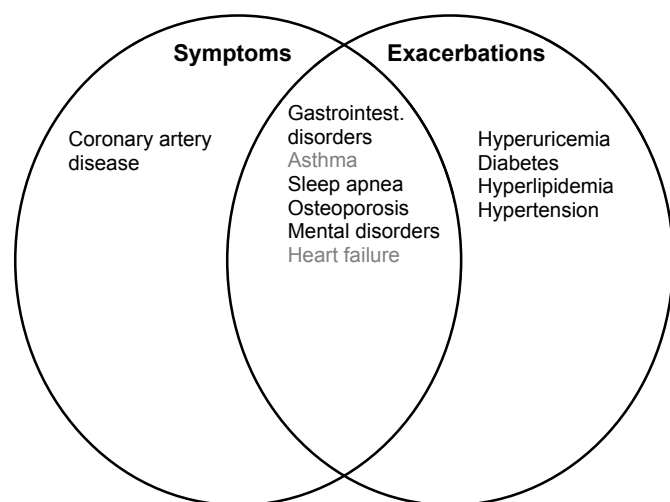 Symptoms
Exacerbations
Coronary artery
disease
Gastrointest.
disorders
Asthma
Sleep apnea
Osteoporosis
Mental disorders
Heart failure
Hyperuricemia
Diabetes
Hyperlipidemia
Hypertension